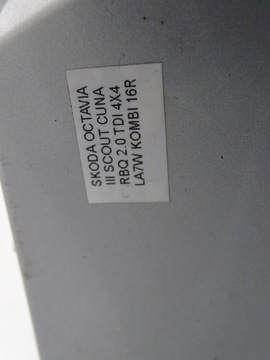 SKODA OCTAVIA
III SCOUT CUNA
RBQ 2.0 TDI 4X4
LA7W KOMBI 16R